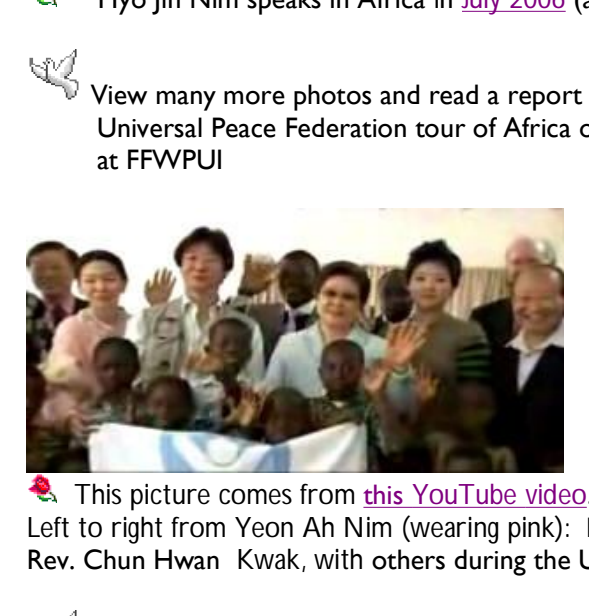 Hyo Jin Nim speaks in Africa in July 2006 (a
View many more photos and read a report
Universal Peace Federation tour of Africa
at FFWPUI
This picture comes from this YouTube video.
Left to right from Yeon Ah Nim (wearing pink):
Rev. Chun Hwan Kwak, with others during the U